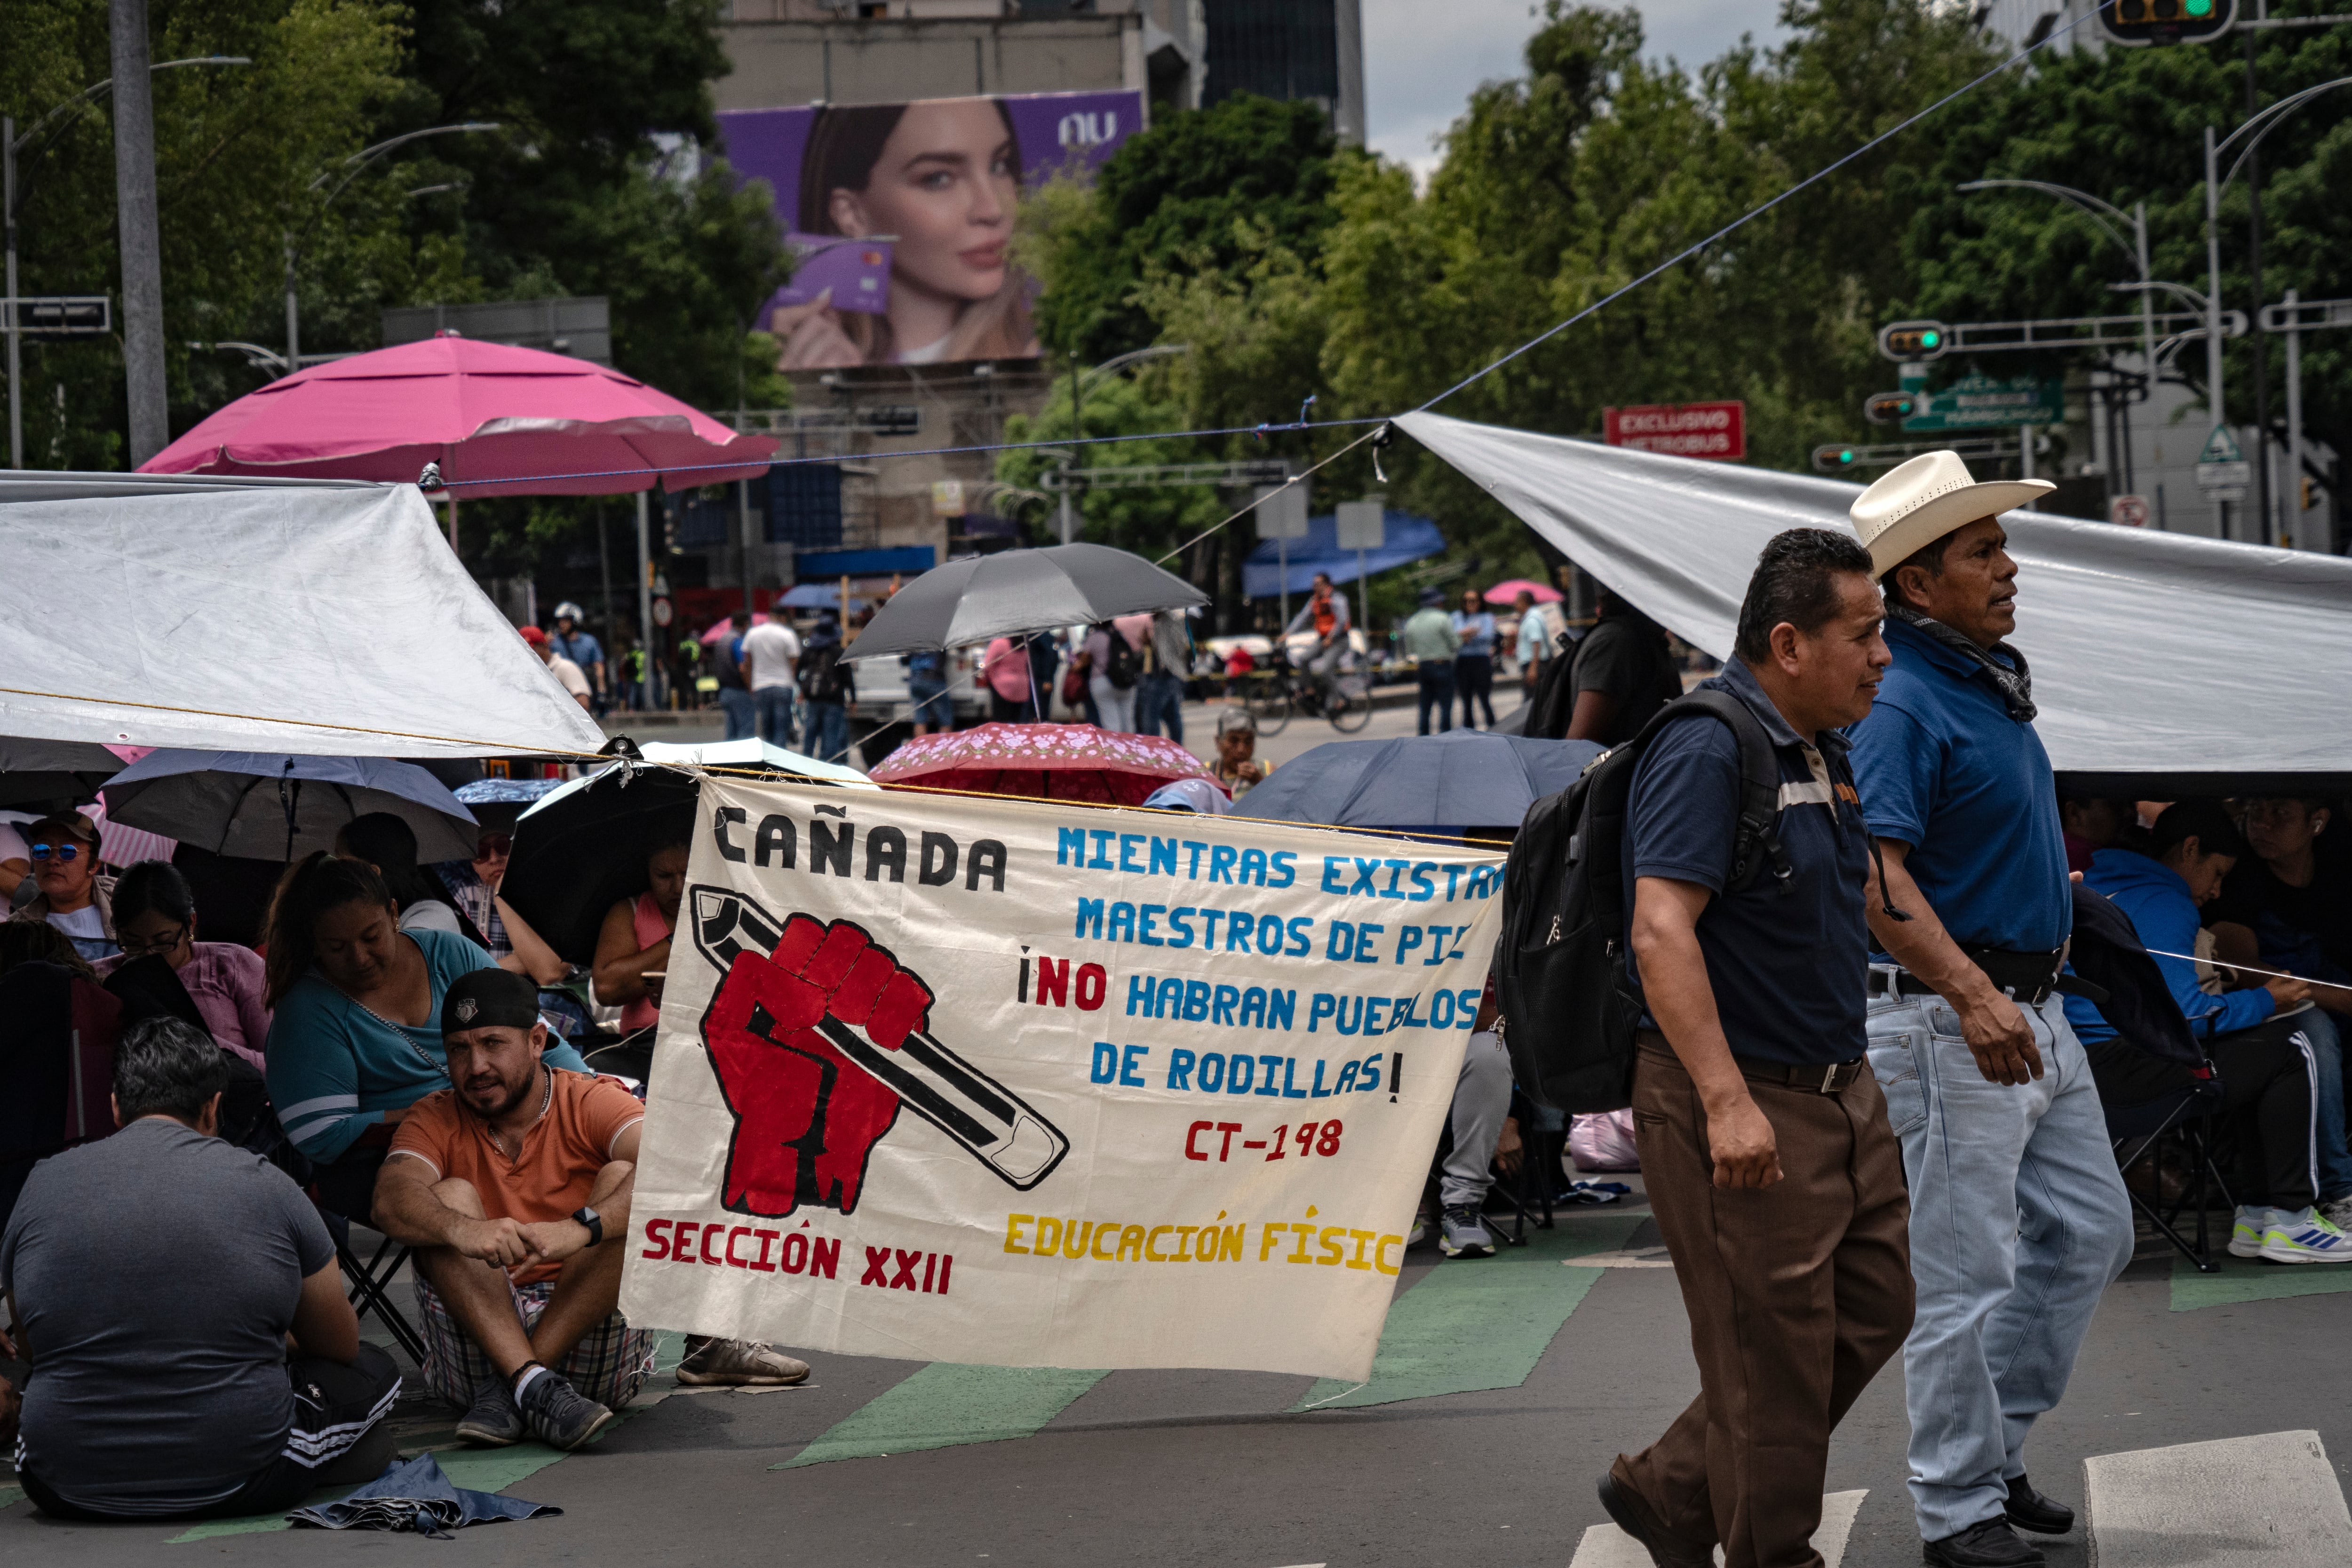 nu
EXCLUSIVO
METROBUS
CAÑADA
MIENTRAS EXISTAN
MAESTROS DE PIE
¡NO HABRAN PUEBLOS
DE RODILLAS!
CT-198
SECCIÓN XXII
EDUCACIÓN FÍSIC